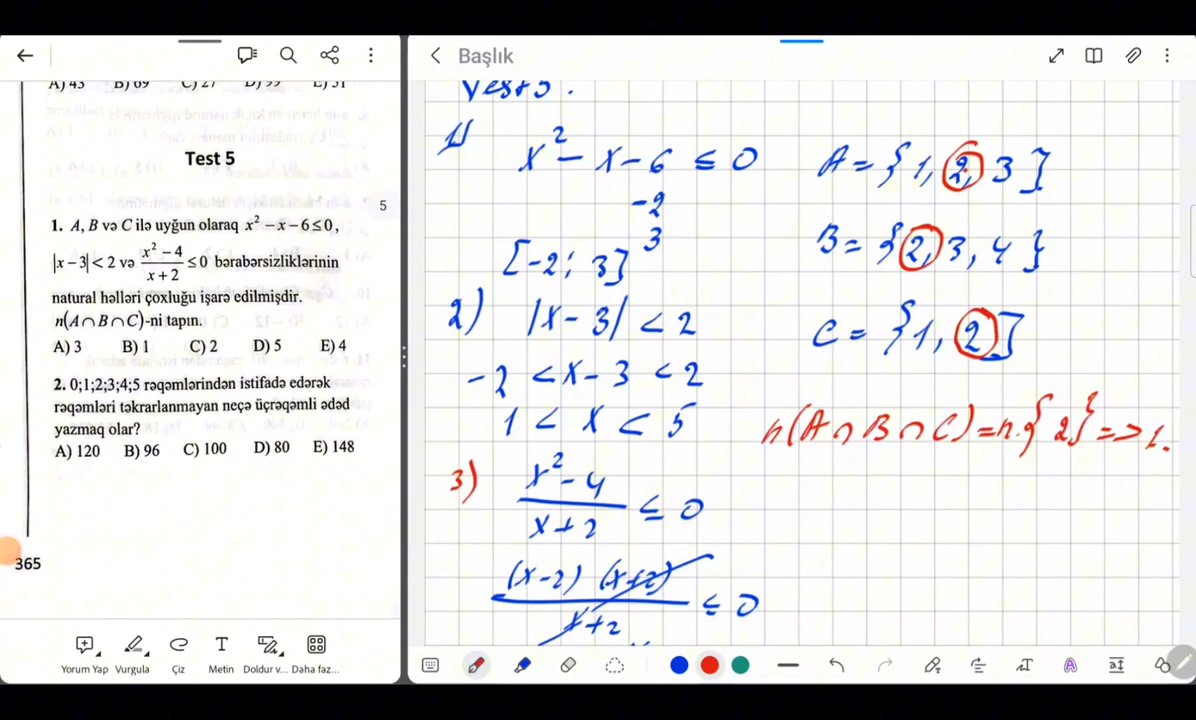 Başlık
Test 5
5
1. A, B və C ilə uyğun olaraq x² − x − 6 ≤ 0,
|x − 3| < 2 və (x² − 4)/(x + 2) ≤ 0 bərabərsizliklərinin
natural həlləri çoxluğu işarə edilmişdir.
n(A∩B∩C)-ni tapın.
A) 3 B) 1 C) 2 D) 5 E) 4
2. 0;1;2;3;4;5 rəqəmlərindən istifadə edərək
rəqəmləri təkrarlanmayan neçə üçrəqəmli ədəd
yazmaq olar?
A) 120 B) 96 C) 100 D) 80 E) 148
365
Yorum Yap Vurgula Çiz Metin Doldur v... Daha faz...
1) x² − x − 6 ≤ 0
-2
3
[-2; 3]
2) |x − 3| < 2
-2 < x − 3 < 2
1 < x < 5
3) (x² − 4)/(x + 2) ≤ 0
(x−2) (x+2)/x+2 ≤ 0
A = {1, 2, 3}
B = {2, 3, 4}
C = {1, 2}
n(A∩B∩C) = n.{2} => 1.